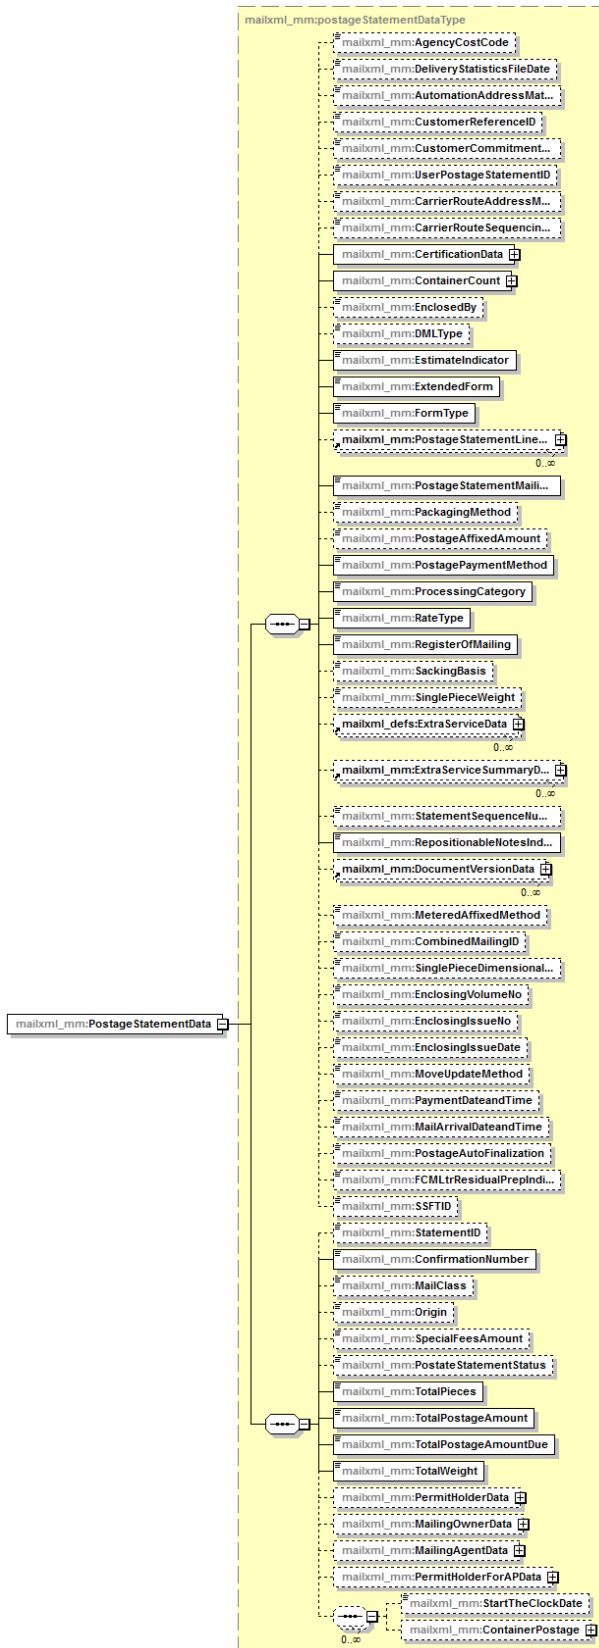 mailxml_mm:postageStatementDataType
mailxml_mm:AgencyCostCode
mailxml_mm:DeliveryStatisticsFileDate
mailxml_mm:AutomationAddressMat...
mailxml_mm:CustomerReferenceID
mailxml_mm:CustomerCommitment...
mailxml_mm:UserPostageStatementID
mailxml_mm:CarrierRouteAddressM...
mailxml_mm:CarrierRouteSequencin...
mailxml_mm:CertificationData
mailxml_mm:ContainerCount
mailxml_mm:EnclosedBy
mailxml_mm:DMLType
mailxml_mm:EstimateIndicator
mailxml_mm:ExtendedForm
mailxml_mm:FormType
mailxml_mm:PostageStatementLine...
0..∞
mailxml_mm:PostageStatementMaili...
mailxml_mm:PackagingMethod
mailxml_mm:PostageAffixedAmount
mailxml_mm:PostagePaymentMethod
mailxml_mm:ProcessingCategory
mailxml_mm:RateType
mailxml_mm:RegisterOfMailing
mailxml_mm:SackingBasis
mailxml_mm:SinglePieceWeight
mailxml_defs:ExtraServiceData
0..∞
mailxml_mm:ExtraServiceSummaryD...
0..∞
mailxml_mm:StatementSequenceNu...
mailxml_mm:RepositionableNotesInd...
mailxml_mm:DocumentVersionData
0..∞
mailxml_mm:MeteredAffixedMethod
mailxml_mm:CombinedMailingID
mailxml_mm:SinglePieceDimensional...
mailxml_mm:EnclosingVolumeNo
mailxml_mm:EnclosingIssueNo
mailxml_mm:PostageStatementData
mailxml_mm:EnclosingIssueDate
mailxml_mm:MoveUpdateMethod
mailxml_mm:PaymentDateandTime
mailxml_mm:MailArrivalDateandTime
mailxml_mm:PostageAutoFinalization
mailxml_mm:FCMLtrResidualPrepIndi...
mailxml_mm:SSFTID
mailxml_mm:StatementID
mailxml_mm:ConfirmationNumber
mailxml_mm:MailClass
mailxml_mm:Origin
mailxml_mm:SpecialFeesAmount
mailxml_mm:PostateStatementStatus
mailxml_mm:TotalPieces
mailxml_mm:TotalPostageAmount
mailxml_mm:TotalPostageAmountDue
mailxml_mm:TotalWeight
mailxml_mm:PermitHolderData
mailxml_mm:MailingOwnerData
mailxml_mm:MailingAgentData
mailxml_mm:PermitHolderForAPData
mailxml_mm:StartTheClockDate
0..∞
mailxml_mm:ContainerPostage